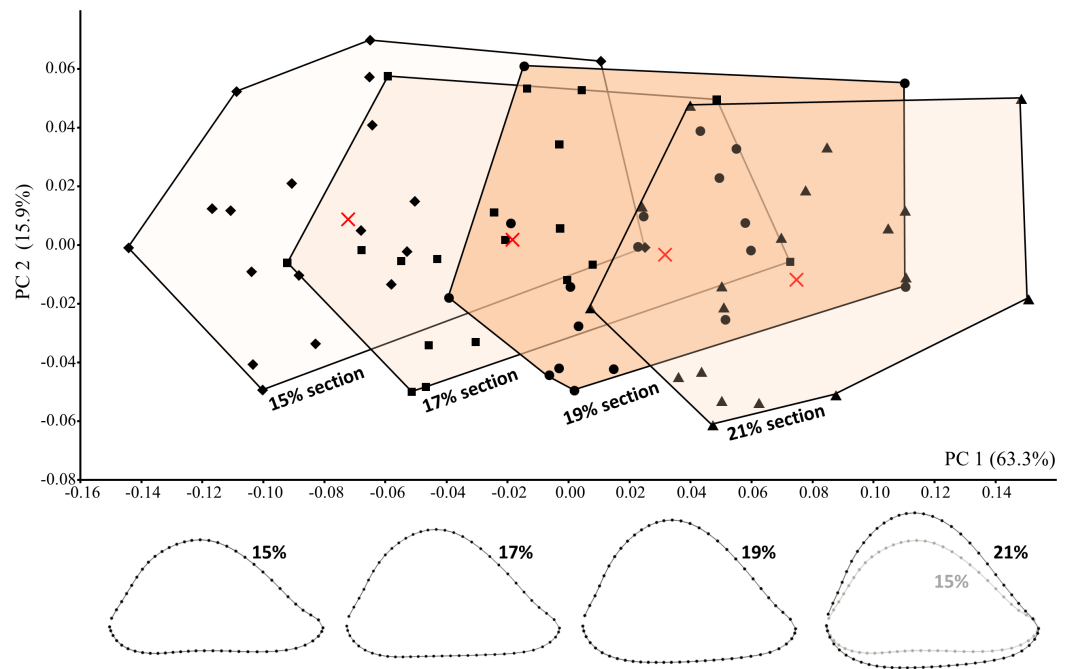 0.06
0.04
0.02
0.00
-0.02
-0.04
-0.06
-0.08
PC 2 (15.9%)
15% section
17% section
19% section
21% section
PC 1 (63.3%)
-0.16 -0.14 -0.12 -0.10 -0.08 -0.06 -0.04 -0.02 0.00 0.02 0.04 0.06 0.08 0.10 0.12 0.14
15% 17% 19% 21%
15%